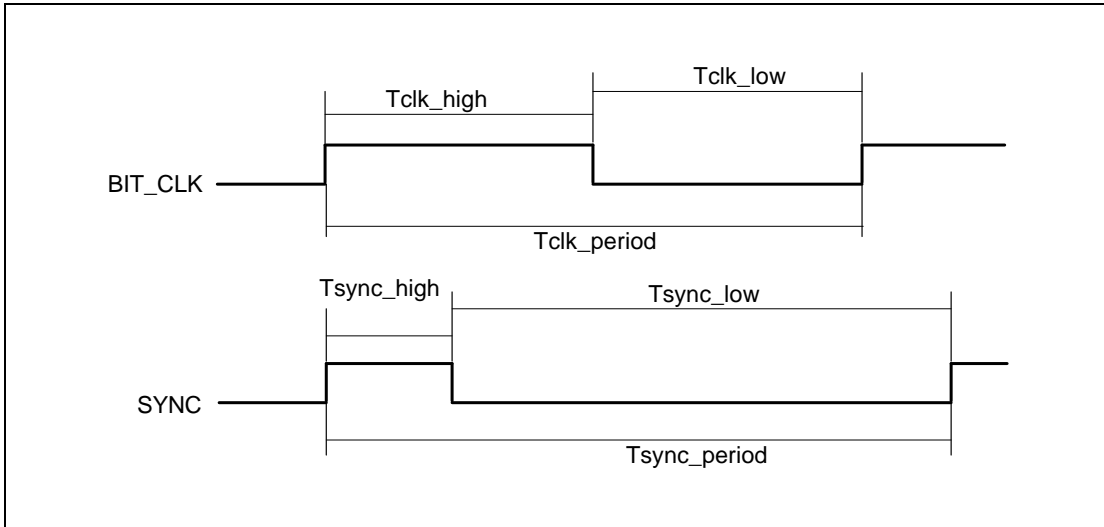 Tclk_low
Tclk_high
BIT_CLK
Tclk_period
Tsync_high
Tsync_low
SYNC
Tsync_period